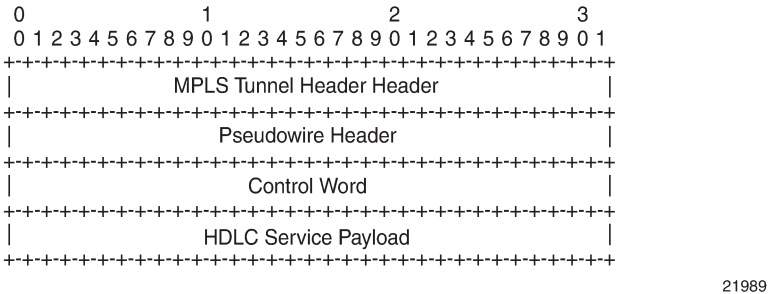 0 1 2 3
0 1 2 3 4 5 6 7 8 9 0 1 2 3 4 5 6 7 8 9 0 1 2 3 4 5 6 7 8 9 0 1
+-+-+-+-+-+-+-+-+-+-+-+-+-+-+-+-+-+-+-+-+-+-+-+-+-+-+-+-+-+-+-+-+
| MPLS Tunnel Header Header |
+-+-+-+-+-+-+-+-+-+-+-+-+-+-+-+-+-+-+-+-+-+-+-+-+-+-+-+-+-+-+-+-+
| Pseudowire Header |
+-+-+-+-+-+-+-+-+-+-+-+-+-+-+-+-+-+-+-+-+-+-+-+-+-+-+-+-+-+-+-+-+
| Control Word |
+-+-+-+-+-+-+-+-+-+-+-+-+-+-+-+-+-+-+-+-+-+-+-+-+-+-+-+-+-+-+-+-+
| HDLC Service Payload |
+-+-+-+-+-+-+-+-+-+-+-+-+-+-+-+-+-+-+-+-+-+-+-+-+-+-+-+-+-+-+-+-+
21989